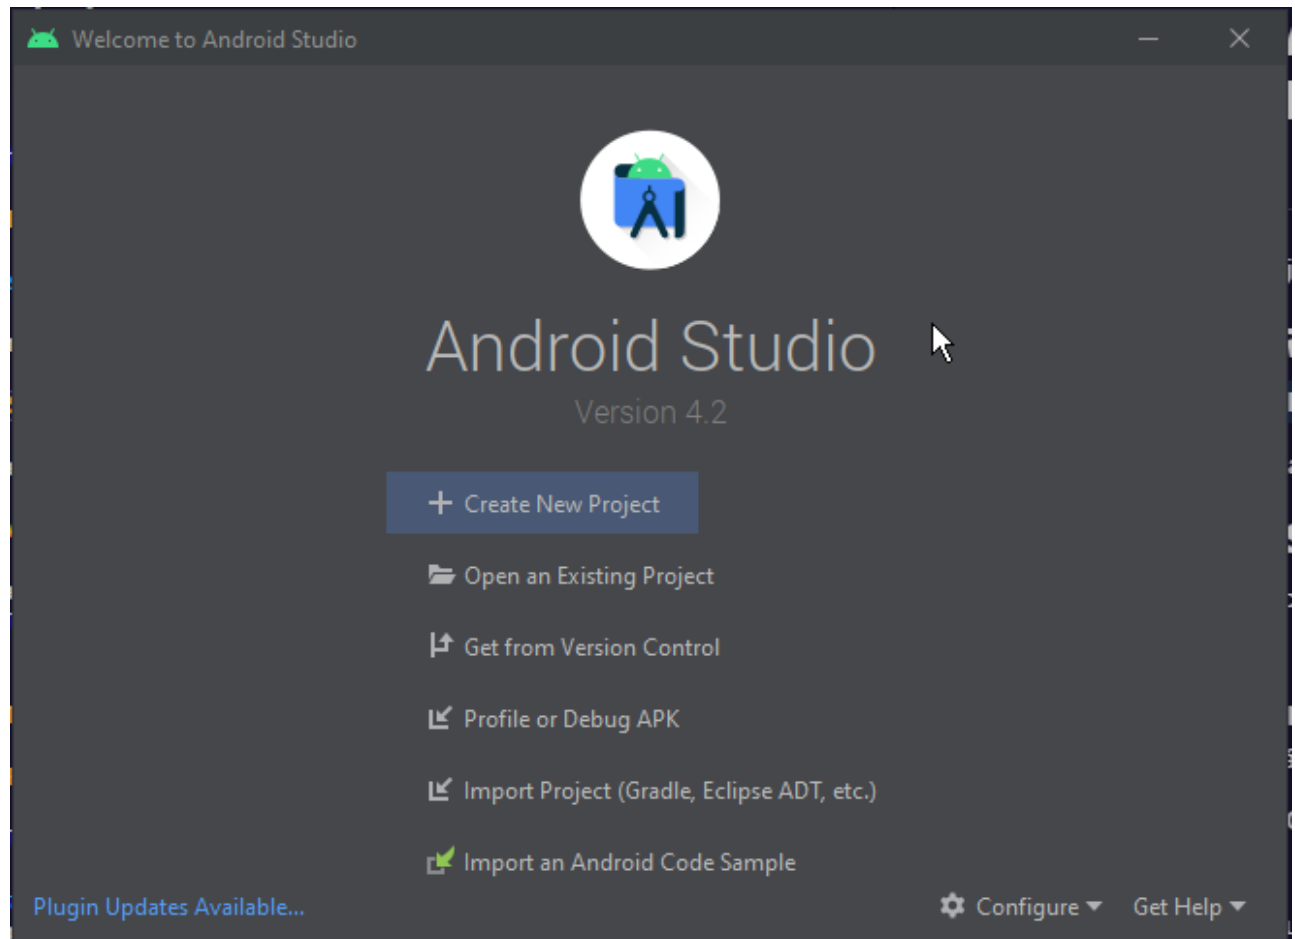 Welcome to Android Studio
Android Studio
Version 4.2
Create New Project
Open an Existing Project
Get from Version Control
Profile or Debug APK
Import Project (Gradle, Eclipse ADT, etc.)
Import an Android Code Sample
Plugin Updates Available...
Configure
Get Help